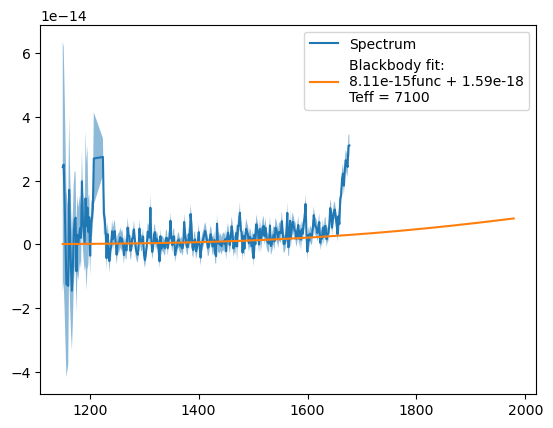 1e−14
6
4
2
0
−2
−4
Spectrum
Blackbody fit:
8.11e-15func + 1.59e-18
Teff = 7100
1200 1400 1600 1800 2000